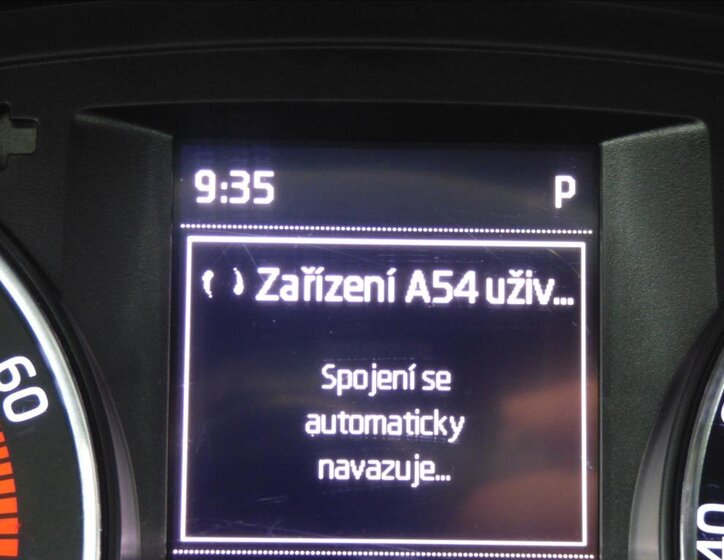 9:35 P
Zařízení A54 uživ...
Spojení se
automaticky
navazuje...
60